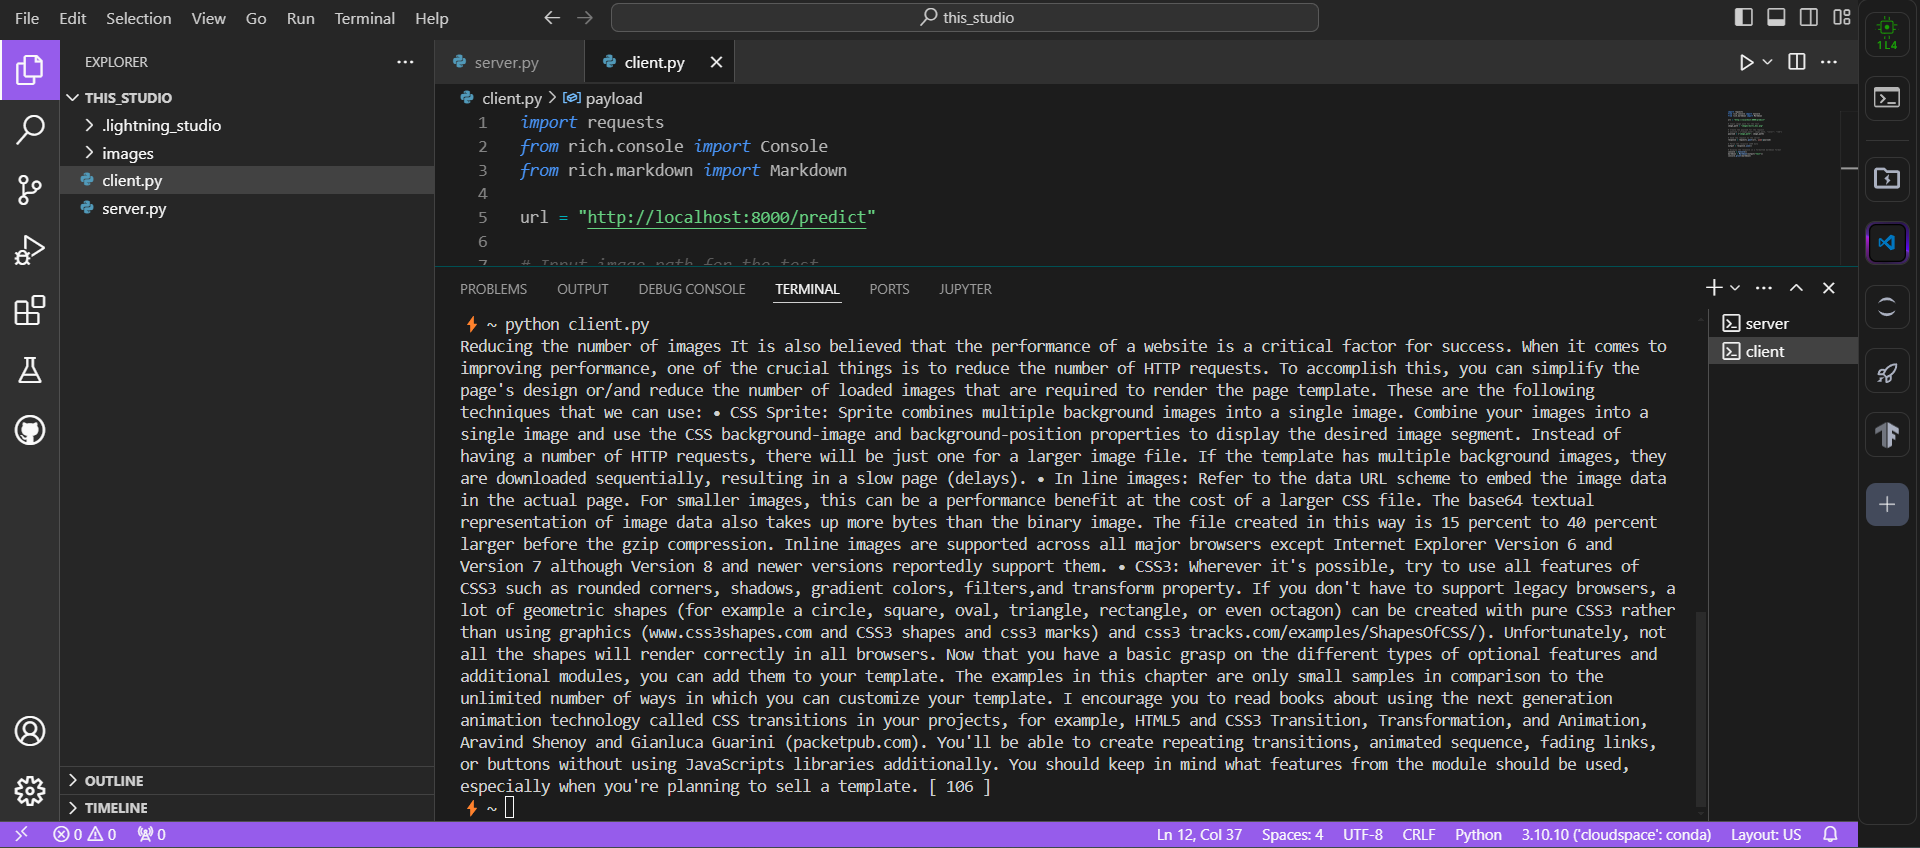 File Edit Selection View Go Run Terminal Help
this_studio
1 L4
EXPLORER
THIS_STUDIO
.lightning_studio
images
client.py
server.py
OUTLINE
TIMELINE
server.py
client.py
client.py > payload
1 import requests
2 from rich.console import Console
3 from rich.markdown import Markdown
4
5 url = "http://localhost:8000/predict"
6
7 # Input image path for the test
PROBLEMS OUTPUT DEBUG CONSOLE TERMINAL PORTS JUPYTER
server
client
~ python client.py
Reducing the number of images It is also believed that the performance of a website is a critical factor for success. When it comes to
improving performance, one of the crucial things is to reduce the number of HTTP requests. To accomplish this, you can simplify the
page's design or/and reduce the number of loaded images that are required to render the page template. These are the following
techniques that we can use: • CSS Sprite: Sprite combines multiple background images into a single image. Combine your images into a
single image and use the CSS background-image and background-position properties to display the desired image segment. Instead of
having a number of HTTP requests, there will be just one for a larger image file. If the template has multiple background images, they
are downloaded sequentially, resulting in a slow page (delays). • In line images: Refer to the data URL scheme to embed the image data
in the actual page. For smaller images, this can be a performance benefit at the cost of a larger CSS file. The base64 textual
representation of image data also takes up more bytes than the binary image. The file created in this way is 15 percent to 40 percent
larger before the gzip compression. Inline images are supported across all major browsers except Internet Explorer Version 6 and
Version 7 although Version 8 and newer versions reportedly support them. • CSS3: Wherever it's possible, try to use all features of
CSS3 such as rounded corners, shadows, gradient colors, filters,and transform property. If you don't have to support legacy browsers, a
lot of geometric shapes (for example a circle, square, oval, triangle, rectangle, or even octagon) can be created with pure CSS3 rather
than using graphics (www.css3shapes.com and CSS3 shapes and css3 marks) and css3 tracks.com/examples/ShapesOfCSS/). Unfortunately, not
all the shapes will render correctly in all browsers. Now that you have a basic grasp on the different types of optional features and
additional modules, you can add them to your template. The examples in this chapter are only small samples in comparison to the
unlimited number of ways in which you can customize your template. I encourage you to read books about using the next generation
animation technology called CSS transitions in your projects, for example, HTML5 and CSS3 Transition, Transformation, and Animation,
Aravind Shenoy and Gianluca Guarini (packetpub.com). You'll be able to create repeating transitions, animated sequence, fading links,
or buttons without using JavaScripts libraries additionally. You should keep in mind what features from the module should be used,
especially when you're planning to sell a template. [ 106 ]
~
0 0 0
Ln 12, Col 37 Spaces: 4 UTF-8 CRLF Python 3.10.10 ('cloudspace': conda) Layout: US